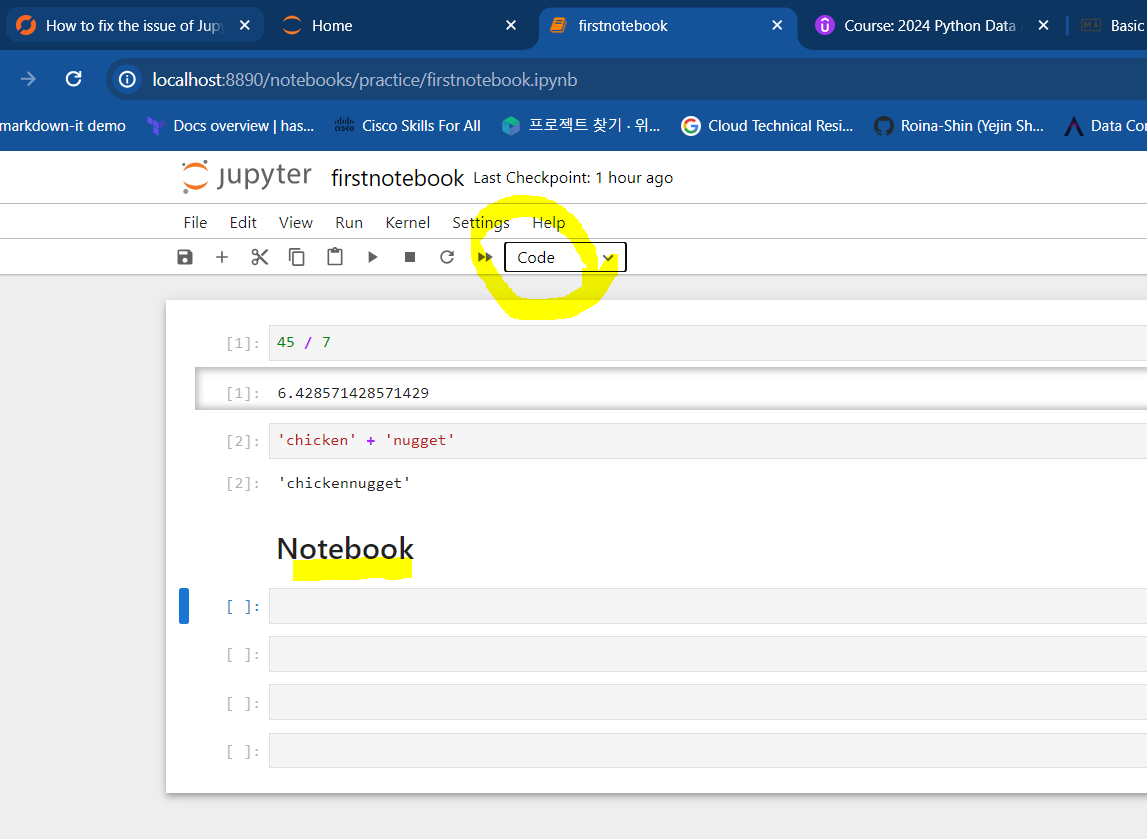 How to fix the issue of Jup
Home
firstnotebook
Course: 2024 Python Data
Basic
localhost:8890/notebooks/practice/firstnotebook.ipynb
markdown-it demo
Docs overview | has...
cisco Cisco Skills For All
프로젝트 찾기 · 위...
Cloud Technical Resi...
Roina-Shin (Yejin Sh...
Data Con
jupyter firstnotebook Last Checkpoint: 1 hour ago
File Edit View Run Kernel Settings Help
Code
[1]: 45 / 7
[1]: 6.428571428571429
[2]: 'chicken' + 'nugget'
[2]: 'chickennugget'
Notebook
[ ]:
[ ]:
[ ]:
[ ]: